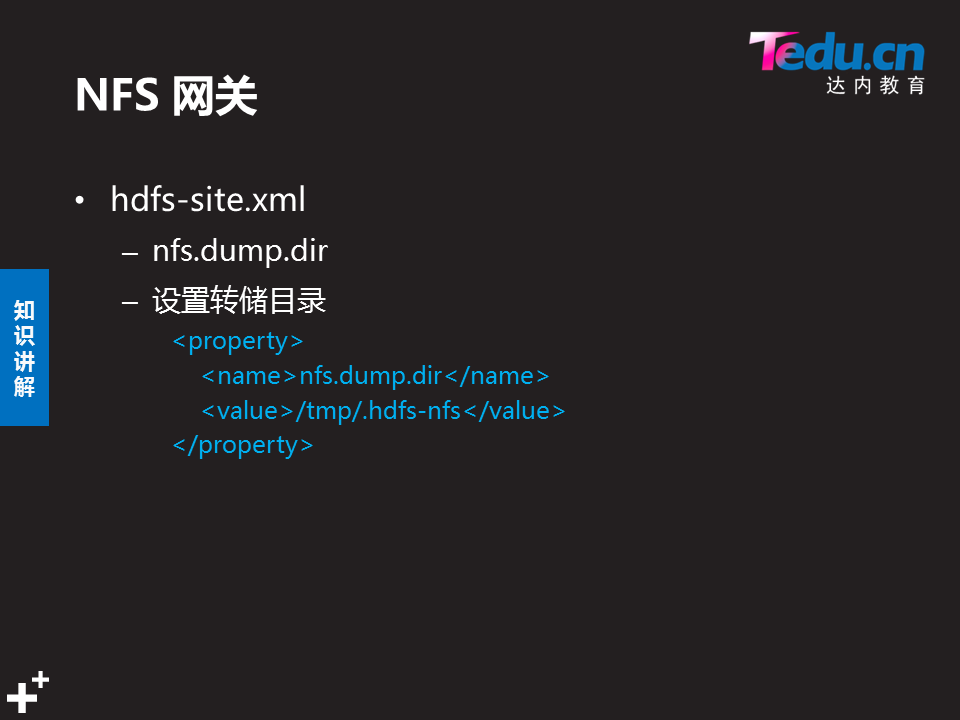 Tedu.cn
达内教育
NFS 网关
• hdfs-site.xml
– nfs.dump.dir
– 设置转储目录
<property>
<name>nfs.dump.dir</name>
<value>/tmp/.hdfs-nfs</value>
</property>
知识讲解